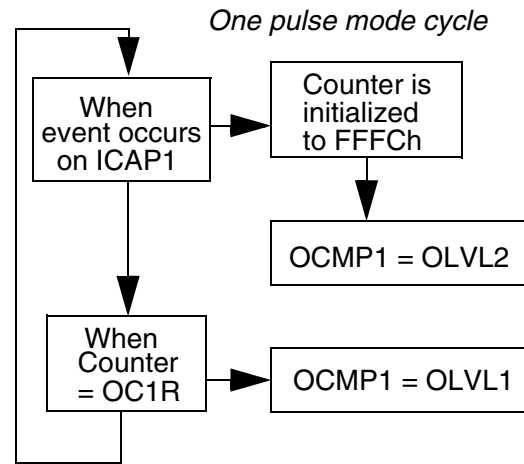 One pulse mode cycle
When
event occurs
on ICAP1
Counter is
initialized
to FFFCh
OCMP1 = OLVL2
When
Counter
= OC1R
OCMP1 = OLVL1